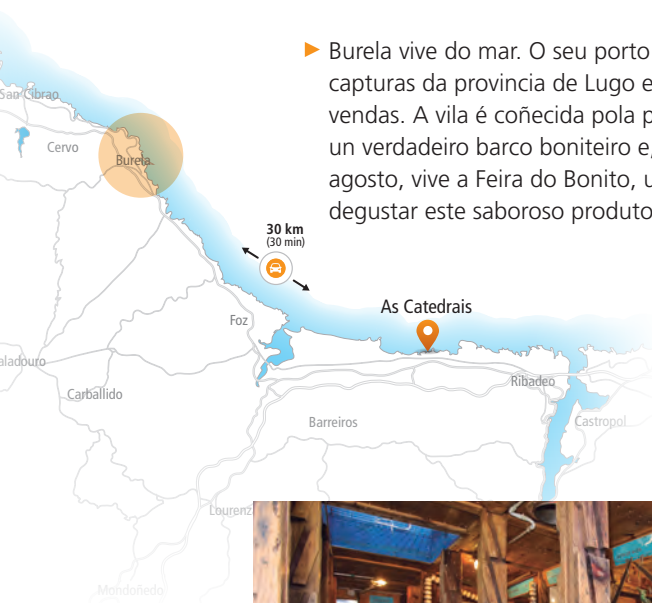 Burela vive do mar. O seu porto
capturas da provincia de Lugo e
vendas. A vila é coñecida pola p
un verdadeiro barco boniteiro e,
agosto, vive a Feira do Bonito, u
degustar este saboroso produto
San Cibrao
Cervo
Burela
30 km
(30 min)
As Catedrais
Foz
aladouro
Carballido
Ribadeo
Barreiros
Castropol
Lourenz
Mondoñedo